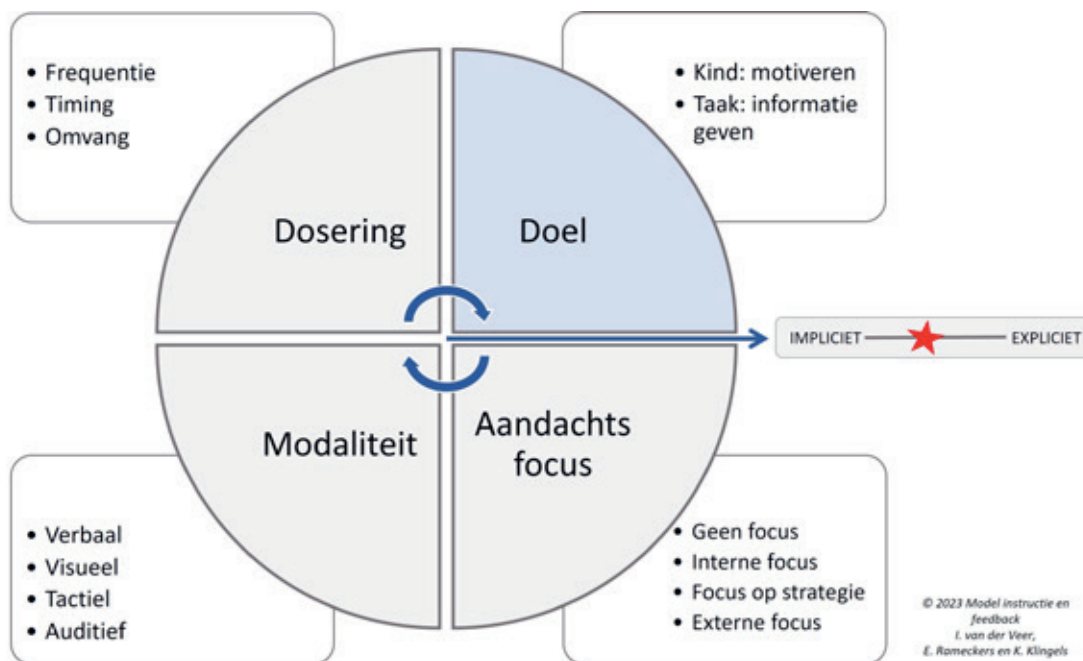 • Frequentie
• Timing
• Omvang
• Kind: motiveren
• Taak: informatie
geven
Dosering
Doel
IMPLICIET
EXPLICIET
Modaliteit
Aandachts
focus
• Verbaal
• Visueel
• Tactiel
• Auditief
• Geen focus
• Interne focus
• Focus op strategie
• Externe focus
© 2023 Model instructie en
feedback
I. van der Veer,
E. Rameckers en K. Klingels